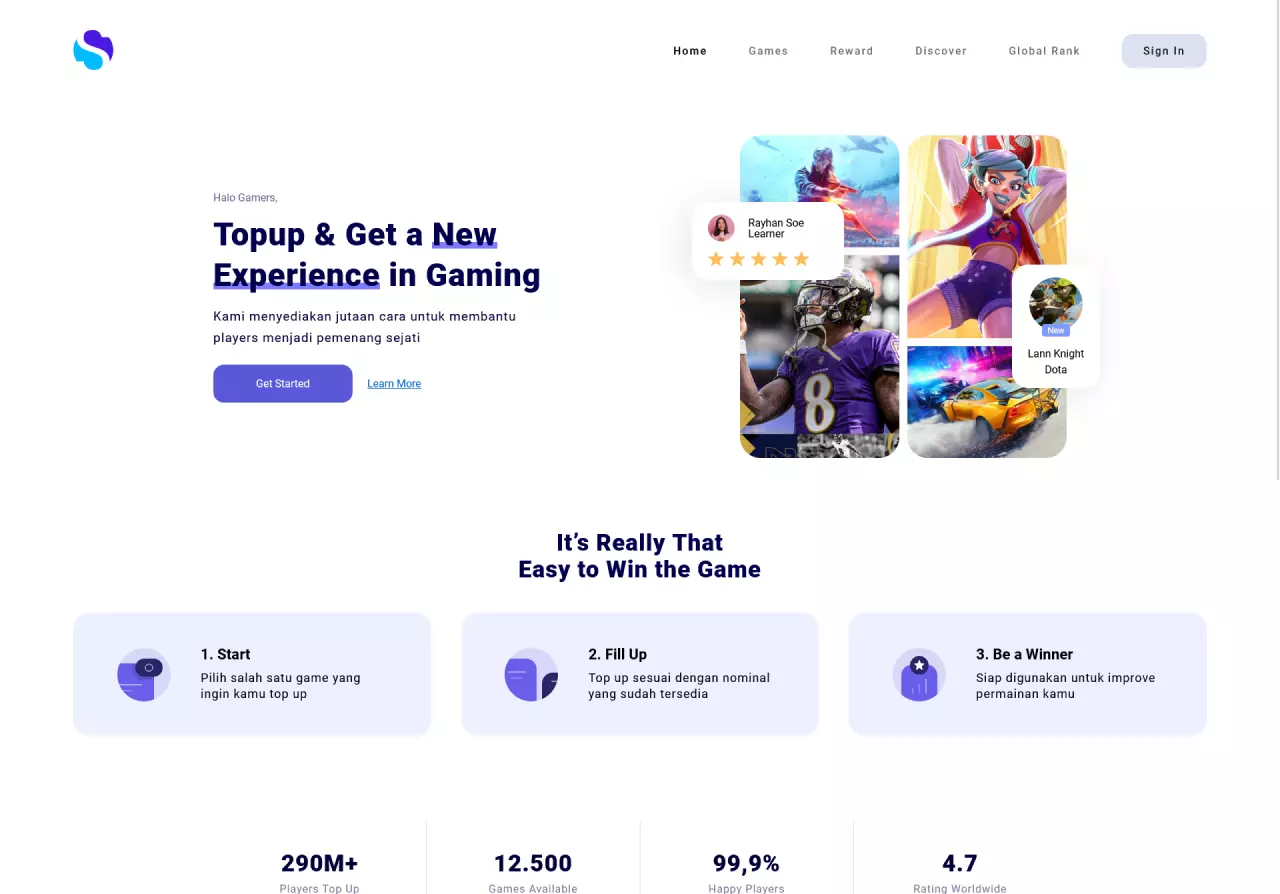 Home
Games
Reward
Discover
Global Rank
Sign In
Halo Gamers,
Topup & Get a New
Experience in Gaming
Kami menyediakan jutaan cara untuk membantu
players menjadi pemenang sejati
Get Started
Learn More
Rayhan Soe
Learner
8
New
Lann Knight
Dota
It’s Really That
Easy to Win the Game
1. Start
Pilih salah satu game yang
ingin kamu top up
2. Fill Up
Top up sesuai dengan nominal
yang sudah tersedia
3. Be a Winner
Siap digunakan untuk improve
permainan kamu
290M+
Players Top Up
12.500
Games Available
99,9%
Happy Players
4.7
Rating Worldwide